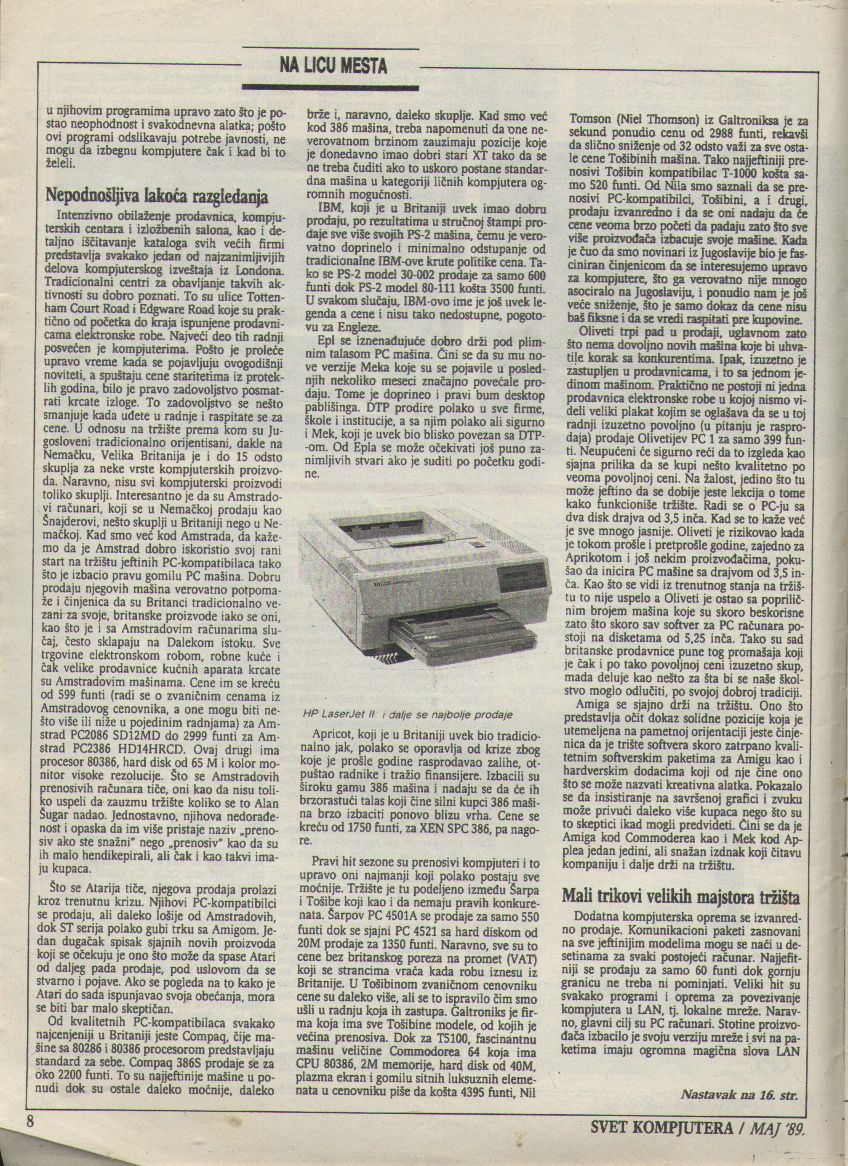 NA LICU MESTA
u njihovim programima upravo zato što je po-
stao neophodnost i svakodnevna alatka; pošto
ovi programi odslikavaju potrebe javnosti, ne
mogu da izbegnu kompjutere čak i kad bi to
želeli.
Nepodnošljiva lakoća razgledanja
Intenzivno obilaženje prodavnica, kompju-
terskih centara i izložbenih salona, kao i de-
taljno iščitavanje kataloga svih većih firmi
predstavlja svakako jedan od najzanimljivijih
delova kompjuterskog izveštaja iz Londona.
Tradicionalni centri za obavljanje takvih ak-
tivnosti su dobro poznati. To su ulice Totten-
ham Court Road i Edgware Road koje su prak-
tično od početka do kraja ispunjene prodavni-
cama elektronske robe. Najveći deo tih radnji
posvećen je kompjuterima. Pošto je proleće
upravo vreme kada se pojavljuju ovogodišnji
noviteti, a spuštaju cene staritetima iz protek-
lih godina, bilo je pravo zadovoljstvo posmat-
rati krcate izloge. To zadovoljstvo se nešto
smanjuje kada uđete u radnje i raspitate se za
cene. U odnosu na tržište prema kom su Ju-
gosloveni tradicionalno orijentisani, dakle na
Nemačku, Velika Britanija je i do 15 odsto
skuplja za neke vrste kompjuterskih proizvo-
da. Naravno, nisu svi kompjuterski proizvodi
toliko skuplji. Interesantno je da su Amstrado-
vi računari, koji se u Nemačkoj prodaju kao
Šnajderovi, nešto skuplji u Britaniji nego u Ne-
mačkoj. Kad smo već kod Amstrada, da kaže-
mo da je Amstrad dobro iskoristio svoj rani
start na tržištu jeftinih PC-kompatibilaca tako
što je izbacio pravu gomilu PC mašina. Dobru
prodaju njegovih mašina verovatno potpoma-
že i činjenica da su Britanci tradicionalno ve-
zani za svoje, britanske proizvode iako se oni,
kao što je i sa Amstradovim računarima slu-
čaj, često sklapaju na Dalekom istoku. Sve
trgovine elektronskom robom, robne kuće i
čak velike prodavnice kućnih aparata krcate
su Amstradovim mašinama. Cene im se kreću
od 599 funti (radi se o zvaničnim cenama iz
Amstradovog cenovnika, a one mogu biti ne-
što više ili niže u pojedinim radnjama) za Am-
strad PC2086 SD12MD do 2999 funti za Am-
strad PC2386 HD14HRCD. Ovaj drugi ima
procesor 80386, hard disk od 65 M i kolor mo-
nitor visoke rezolucije. Što se Amstradovih
prenosivih računara tiče, oni kao da nisu toli-
ko uspeli da zauzmu tržište koliko se to Alan
Šugar nadao. Jednostavno, njihova nedorađe-
nost i opaska da im više pristaje naziv „preno-
siv ako ste snažni” nego „prenosiv” kao da su
ih malo hendikepirali, ali čak i kao takvi ima-
ju kupaca.
Što se Atarija tiče, njegova prodaja prolazi
kroz trenutnu krizu. Njihovi PC-kompatibilci
se prodaju, ali daleko lošije od Amstradovih,
dok ST serija polako gubi trku sa Amigom. Je-
dan dugačak spisak sjajnih novih proizvoda
koji se očekuju je ono što može da spase Atari
od daljeg pada prodaje, pod uslovom da se
stvarno i pojave. Ako se pogleda na to kako je
Atari do sada ispunjavao svoja obećanja, mora
se biti bar malo skeptičan.
Od kvalitetnih PC-kompatibilaca svakako
najcenjeniji u Britaniji jeste Compaq, čije ma-
šine sa 80286 i 80386 procesorom predstavljaju
standard za sebe. Compaq 386S prodaje se za
oko 2200 funti. To su najjeftinije mašine u po-
nudi dok su ostale daleko moćnije, daleko
brže i, naravno, daleko skuplje. Kad smo već
kod 386 mašina, treba napomenuti da one ne-
verovatnom brzinom zauzimaju pozicije koje
je donedavno imao dobri stari XT tako da se
ne treba čuditi ako to uskoro postane standar-
dna mašina u kategoriji ličnih kompjutera og-
romnih mogućnosti.
IBM, koji je u Britaniji uvek imao dobru
prodaju, po rezultatima u stručnoj štampi pro-
daje sve više svojih PS-2 mašina, čemu je vero-
vatno doprinelo i minimalno odstupanje od
tradicionalne IBM-ove krute politike cena. Ta-
ko se PS-2 model 30-002 prodaje za samo 600
funti dok PS-2 model 80-111 košta 3500 funti.
U svakom slučaju, IBM-ovo ime je još uvek le-
genda a cene i nisu tako nedostupne, pogoto-
vu za Engleze.
Epl se iznenađujuće dobro drži pod plim-
nim talasom PC mašina. Čini se da su mu no-
ve verzije Meka koje su se pojavile u posled-
njih nekoliko meseci značajno povećale pro-
daju. Tome je doprineo i pravi bum desktop
pablišinga. DTP prodire polako u sve firme,
škole i institucije, a sa njim polako ali sigurno
i Mek, koji je uvek bio blisko povezan sa DTP-
-om. Od Epla se može očekivati još puno za-
nimljivih stvari ako je suditi po početku godi-
ne.
HP LaserJet II: i dalje se najbolje prodaje
Apricot, koji je u Britaniji uvek bio tradicio-
nalno jak, polako se oporavlja od krize zbog
koje je prošle godine rasprodavao zalihe, ot-
puštao radnike i tražio finansijere. Izbacili su
široku gamu 386 mašina i nadaju se da će ih
brzorastući talas koji čine silni kupci 386 maši-
na brzo izbaciti ponovo blizu vrha. Cene se
kreću od 1750 funti, za XEN SPC 386, pa nago-
re.
Pravi hit sezone su prenosivi kompjuteri i to
upravo oni najmanji koji polako postaju sve
moćnije. Tržište je tu podeljeno između Šarpa
i Tošibe koji kao i da nemaju pravih konkure-
nata. Šarpov PC 4501A se prodaje za samo 550
funti dok se sjajni PC 4521 sa hard diskom od
20M prodaje za 1350 funti. Naravno, sve su to
cene bez britanskog poreza na promet (VAT)
koji se strancima vraća kada robu iznesu iz
Britanije. U Tošibinom zvaničnom cenovniku
cene su daleko više, ali se to ispravilo čim smo
ušli u radnju koja ih zastupa. Galtroniks je fir-
ma koja ima sve Tošibine modele, od kojih je
većina prenosiva. Dok za T5100, fascinantnu
mašinu veličine Commodorea 64 koja ima
CPU 80386, 2M memorije, hard disk od 40M,
plazma ekran i gomilu sitnih luksuznih eleme-
nata u cenovniku piše da košta 4395 funti, Nil
Tomson (Niel Thomson) iz Galtroniksa je za
sekund ponudio cenu od 2988 funti, rekavši
da slično sniženje od 32 odsto važi za sve osta-
le cene Tošibinih mašina. Tako najjeftiniji pre-
nosivi Tošibin kompatibilac T-1000 košta sa-
mo 520 funti. Od Nila smo saznali da se pre-
nosivi PC-kompatibilci, Tošibini, a i drugi,
prodaju izvanredno i da se oni nadaju da će
cene veoma brzo početi da padaju zato što sve
više proizvođača izbacuje svoje mašine. Kada
je čuo da smo novinari iz Jugoslavije bio je fas-
ciniran činjenicom da se interesujemo upravo
za kompjutere, što ga verovatno nije mnogo
asociralo na Jugoslaviju, i ponudio nam je još
veće sniženje, što je samo dokaz da cene nisu
baš fiksne i da se vredi raspitati pre kupovine.
Oliveti trpi pad u prodaji, uglavnom zato
što nema dovoljno novih mašina koje bi uhva-
tile korak sa konkurentima. Ipak, izuzetno je
zastupljen u prodavnicama, i to sa jednom je-
dinom mašinom. Praktično ne postoji ni jedna
prodavnica elektronske robe u kojoj nismo vi-
deli veliki plakat kojim se oglašava da se u toj
radnji izuzetno povoljno (u pitanju je raspro-
daja) prodaje Olivetijev PC 1 za samo 399 fun-
ti. Neupućeni će sigurno reći da to izgleda kao
sjajna prilika da se kupi nešto kvalitetno po
veoma povoljnoj ceni. Na žalost, jedino što tu
može jeftino da se dobije jeste lekcija o tome
kako funkcioniše tržište. Radi se o PC-ju sa
dva disk drajva od 3,5 inča. Kad se to kaže već
je sve mnogo jasnije. Oliveti je rizikovao kada
je tokom prošle i pretprošle godine, zajedno za
Aprikotom i još nekim proizvođačima, poku-
šao da inicira PC mašine sa drajvom od 3,5 in-
ča. Kao što se vidi iz trenutnog stanja na tržiš-
tu to nije uspelo a Oliveti je ostao sa poprilič-
nim brojem mašina koje su skoro beskorisne
zato što skoro sav softver za PC računara po-
stoji na disketama od 5,25 inča. Tako su sad
britanske prodavnice pune tog promašaja koji
je čak i po tako povoljnoj ceni izuzetno skup,
mada deluje kao nešto za šta bi se naše škol-
stvo moglo odlučiti, po svojoj dobroj tradiciji.
Amiga se sjajno drži na tržištu. Ono što
predstavlja očit dokaz solidne pozicije koja je
utemeljena na pametnoj orijentaciji jeste činje-
nica da je trište softvera skoro zatrpano kvali-
tetnim softverskim paketima za Amigu kao i
hardverskim dodacima koji od nje čine ono
što se može nazvati kreativna alatka. Pokazalo
se da insistiranje na savršenoj grafici i zvuku
može privući daleko više kupaca nego što su
to skeptici ikad mogli predvideti. Čini se da je
Amiga kod Commodorea kao i Mek kod Ap-
plea jedan jedini, ali snažan izdnak koji čitavu
kompaniju i dalje drži na tržištu.
Mali trikovi velikih majstora tržišta
Dodatna kompjuterska oprema se izvanred-
no prodaje. Komunikacioni paketi zasnovani
na sve jeftinijim modelima mogu se naći u de-
setinama za svaki postojeći računar. Najjefit-
niji se prodaju za samo 60 funti dok gornju
granicu ne treba ni pominjati. Veliki hit su
svakako programi i oprema za povezivanje
kompjutera u LAN, tj. lokalne mreže. Narav-
no, glavni cilj su PC računari. Stotine proizvo-
đača izbacilo je svoju verziju mreže i svi na pa-
ketima imaju ogromna magična slova LAN
Nastavak na 16. str.
8
SVET KOMPJUTERA / MAJ '89.